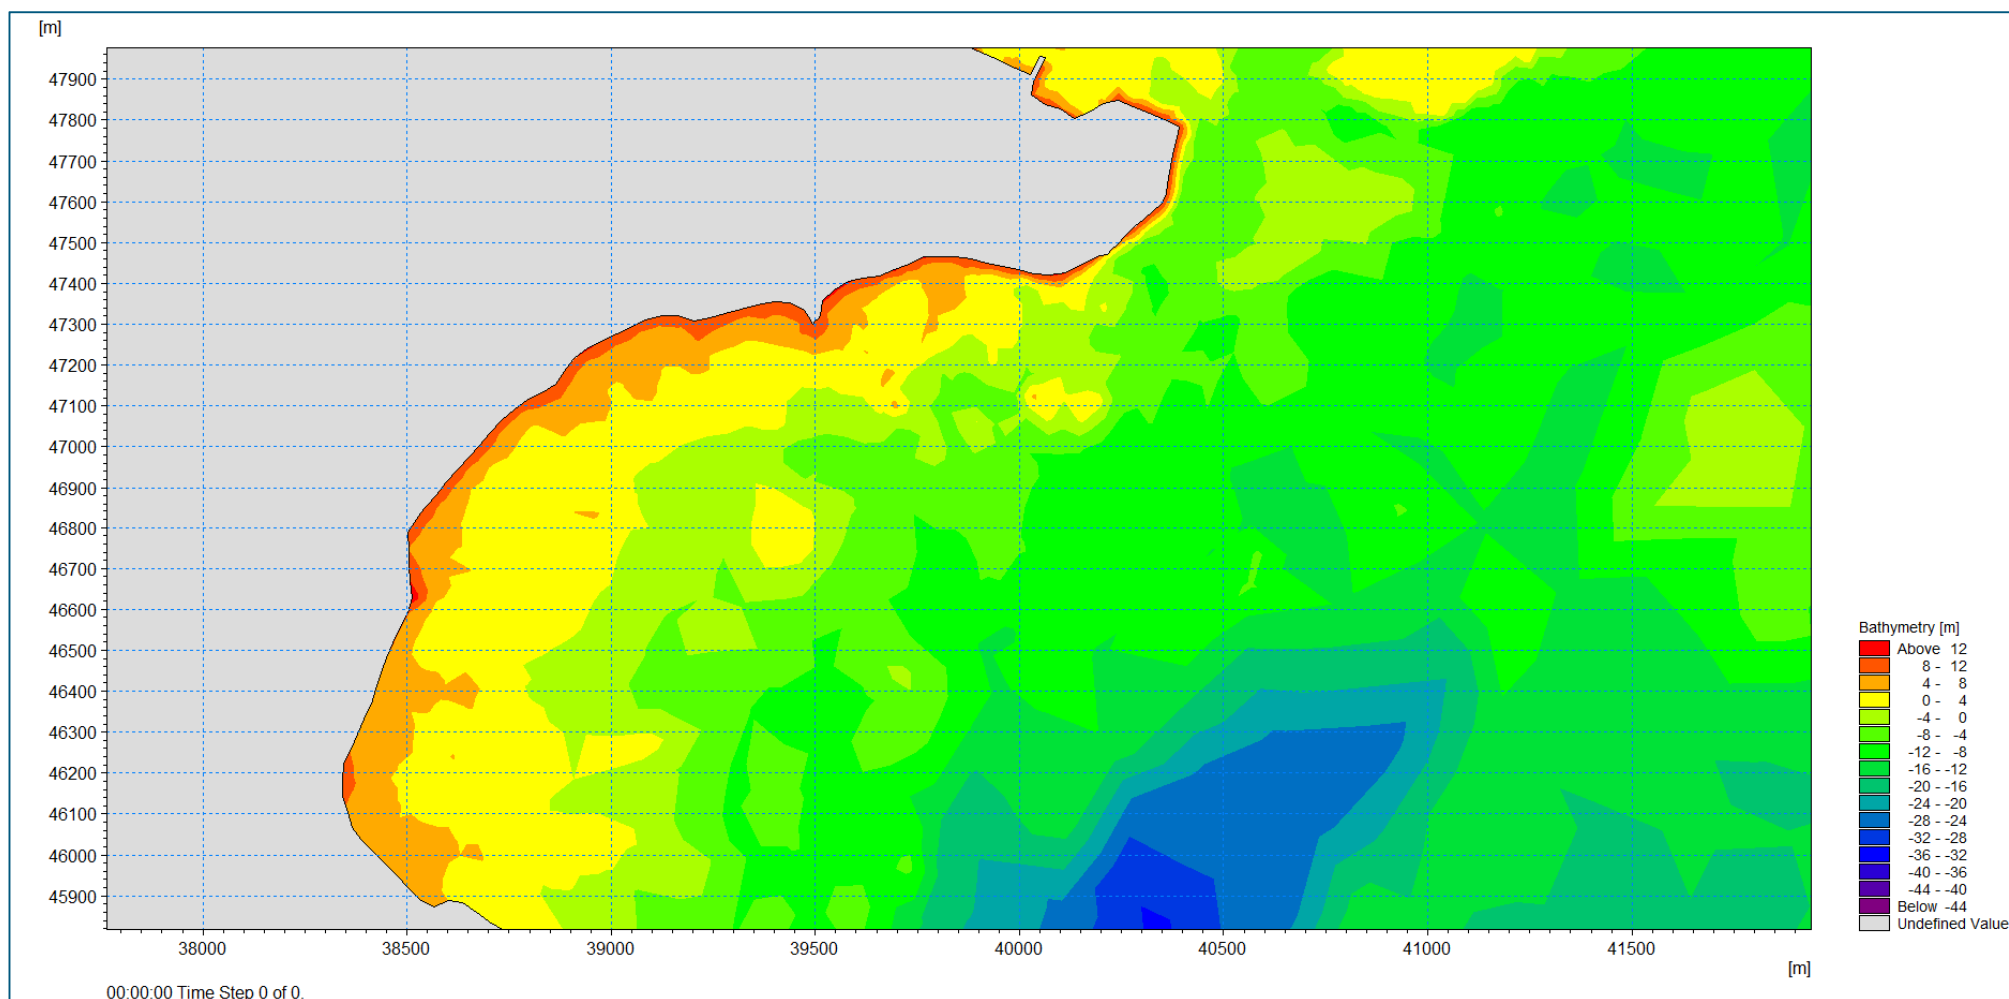 [m]
47900
47800
47700
47600
47500
47400
47300
47200
47100
47000
46900
46800
46700
46600
46500
46400
46300
46200
46100
46000
45900
38000 38500 39000 39500 40000 40500 41000 41500
[m]
00:00:00 Time Step 0 of 0.
Bathymetry [m]
Above 12
8 - 12
4 - 8
0 - 4
-4 - 0
-8 - -4
-12 - -8
-16 - -12
-20 - -16
-24 - -20
-28 - -24
-32 - -28
-36 - -32
-40 - -36
-44 - -40
Below -44
Undefined Value